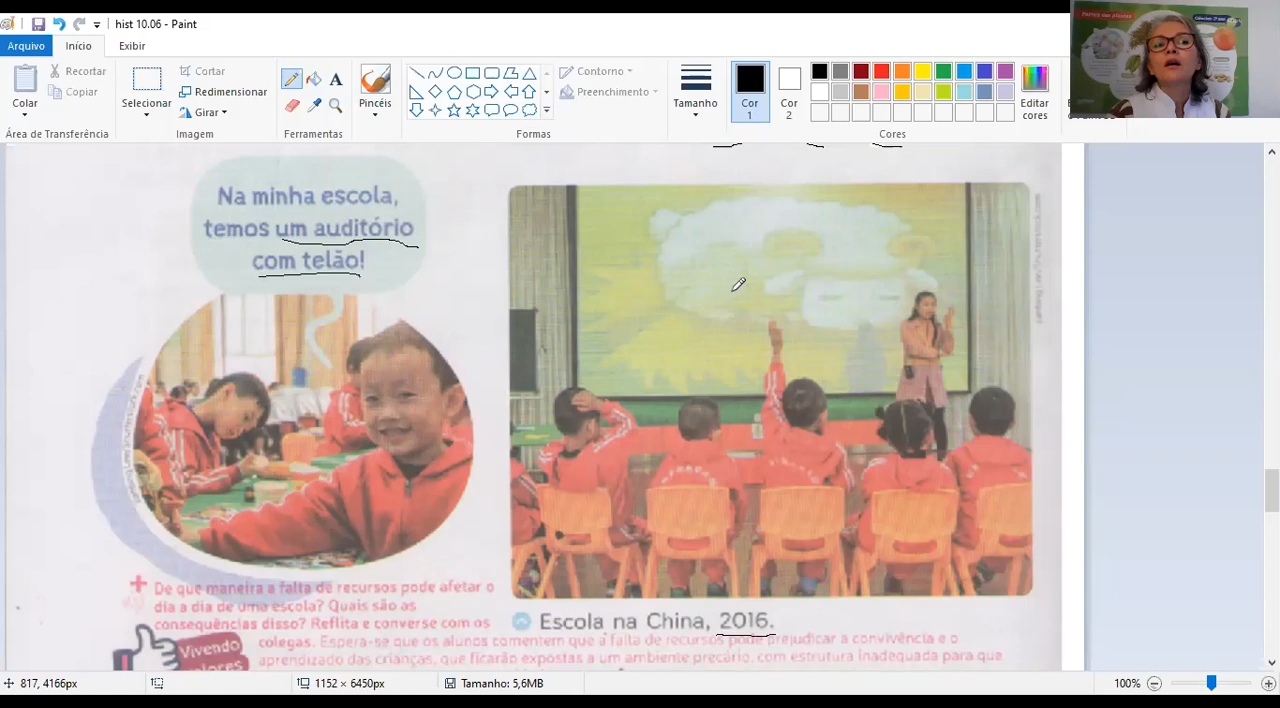 hist 10.06 - Paint
Arquivo
Início
Exibir
Colar
Recortar
Copiar
Área de Transferência
Selecionar
Cortar
Redimensionar
Girar
Imagem
A
Ferramentas
Pincéis
Contorno
Preenchimento
Formas
Tamanho
Cor
1
Cor
2
Editar
cores
Cores
Partes das plantas
Na minha escola,
temos um auditório
com telão!
+ De que maneira a falta de recursos pode afetar o
dia a dia de uma escola? Quais são as
consequências disso? Reflita e converse com os
colegas. Espera-se que os alunos comentem que a falta de recursos pode prejudicar a convivência e o
aprendizado das crianças, que ficarão expostas a um ambiente precário, com estrutura inadequada para que
Vivendo
Escola na China, 2016.
817, 4166px
1152 × 6450px
Tamanho: 5,6MB
100%